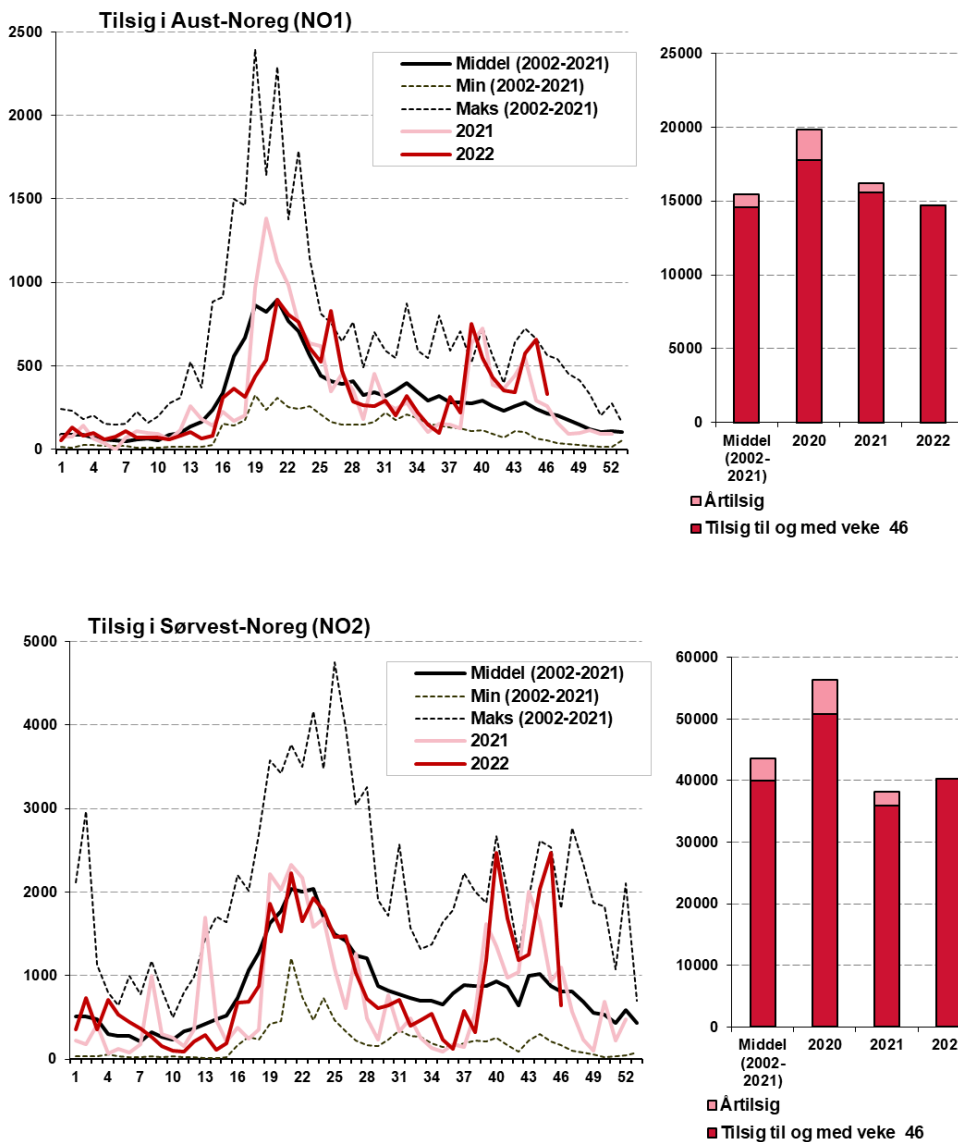 Tilsig i Aust-Noreg (NO1)
2500
2000
1500
1000
500
0
1 4 7 10 13 16 19 22 25 28 31 34 37 40 43 46 49 52
Middel (2002-2021)
Min (2002-2021)
Maks (2002-2021)
2021
2022
25000
20000
15000
10000
5000
0
Middel (2002-2021) 2020 2021 2022
Årtilsig
Tilsig til og med veke 46
Tilsig i Sørvest-Noreg (NO2)
5000
4000
3000
2000
1000
0
1 4 7 10 13 16 19 22 25 28 31 34 37 40 43 46 49 52
Middel (2002-2021)
Min (2002-2021)
Maks (2002-2021)
2021
2022
60000
50000
40000
30000
20000
10000
0
Middel (2002-2021) 2020 2021 202
Årtilsig
Tilsig til og med veke 46